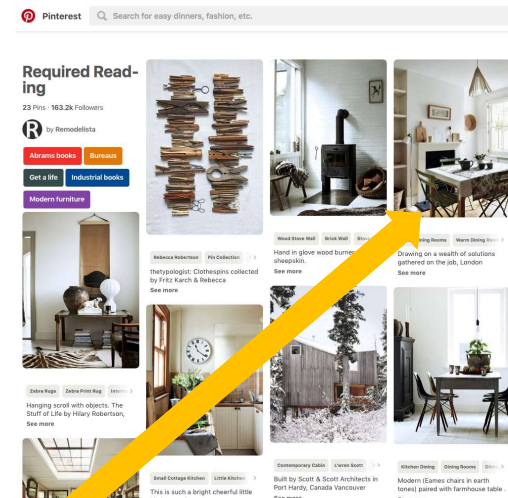 Pinterest
Search for easy dinners, fashion, etc.
Required Read-
ing
23 Pins · 163.2k Followers
R by Remodelista
Abrams books Bureaus
Get a life Industrial books
Modern furniture
Zebra Rugs Zebra Print Rug
Hanging scroll with objects. The
Stuff of Life by Hilary Robertson,
See more
Rebecca Robertson Pin Collection
thetypologist: Clothespins collected
by Fritz Karch & Rebecca
See more
Small Cottage Kitchen Little Kitchen
This is such a bright cheerful little
Wood Stove Wall Brick Wall
Hand in glove wood burner
sheepskin.
See more
Contemporary Cabin L'wren Scott
Built by Scott & Scott Architects in
Port Hardy, Canada Vancouver
See more
Rooms Warm Dining
Drawing on a wealth of solutions
gathered on the job, London
See more
Kitchen Dining Dining Rooms
Modern (Eames chairs in earth
tones) paired with farmhouse table .